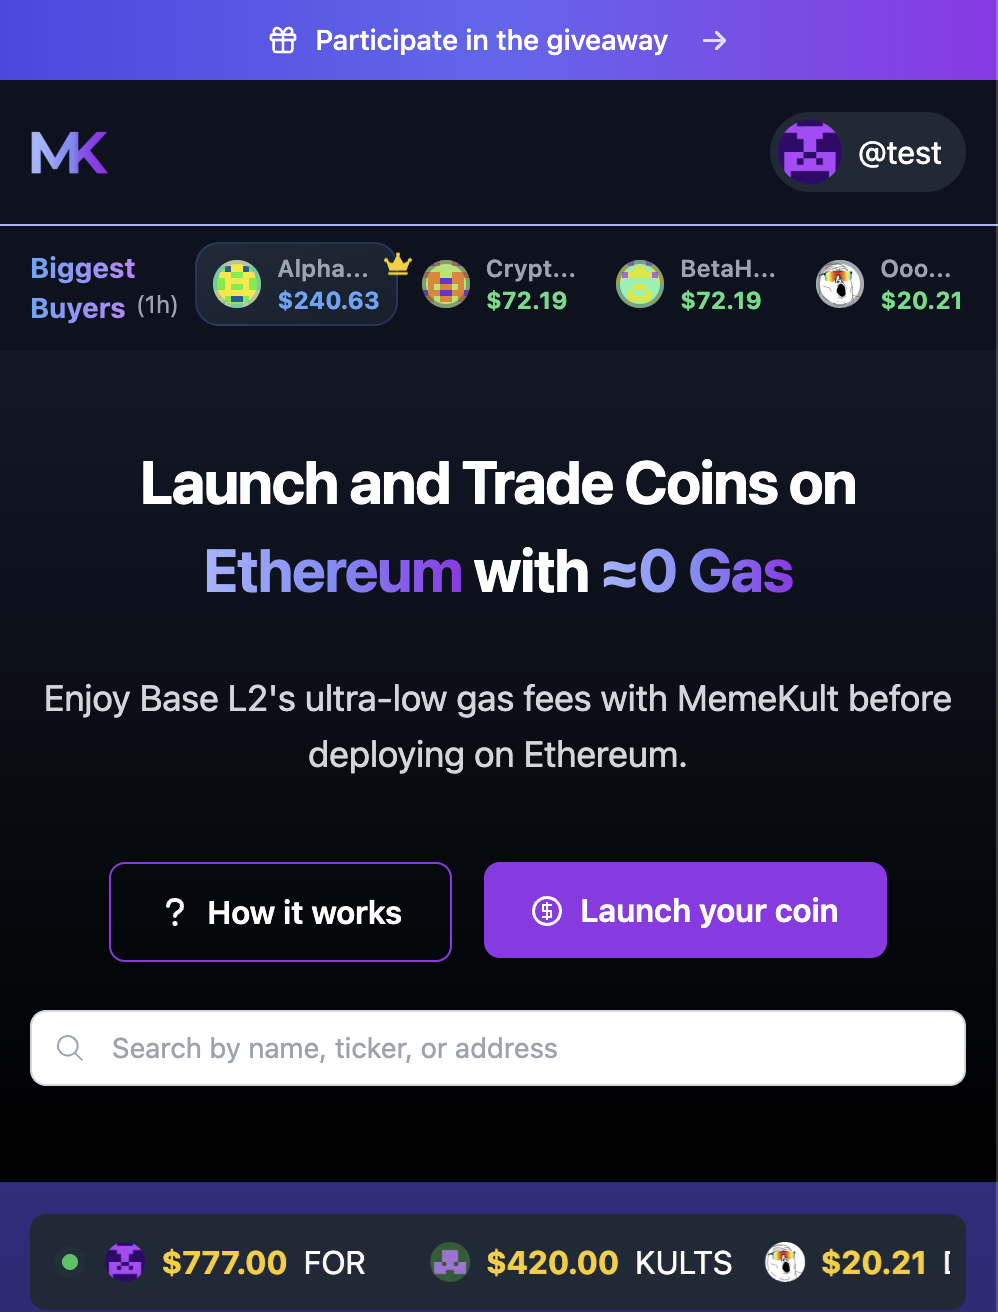 Participate in the giveaway
MK
@test
Biggest
Buyers (1h)
Alpha...
$240.63
Crypt...
$72.19
BetaH...
$72.19
Ooo...
$20.21
Launch and Trade Coins on
Ethereum with ≈0 Gas
Enjoy Base L2's ultra-low gas fees with MemeKult before
deploying on Ethereum.
? How it works
Launch your coin
Search by name, ticker, or address
$777.00 FOR
$420.00 KULTS
$20.21